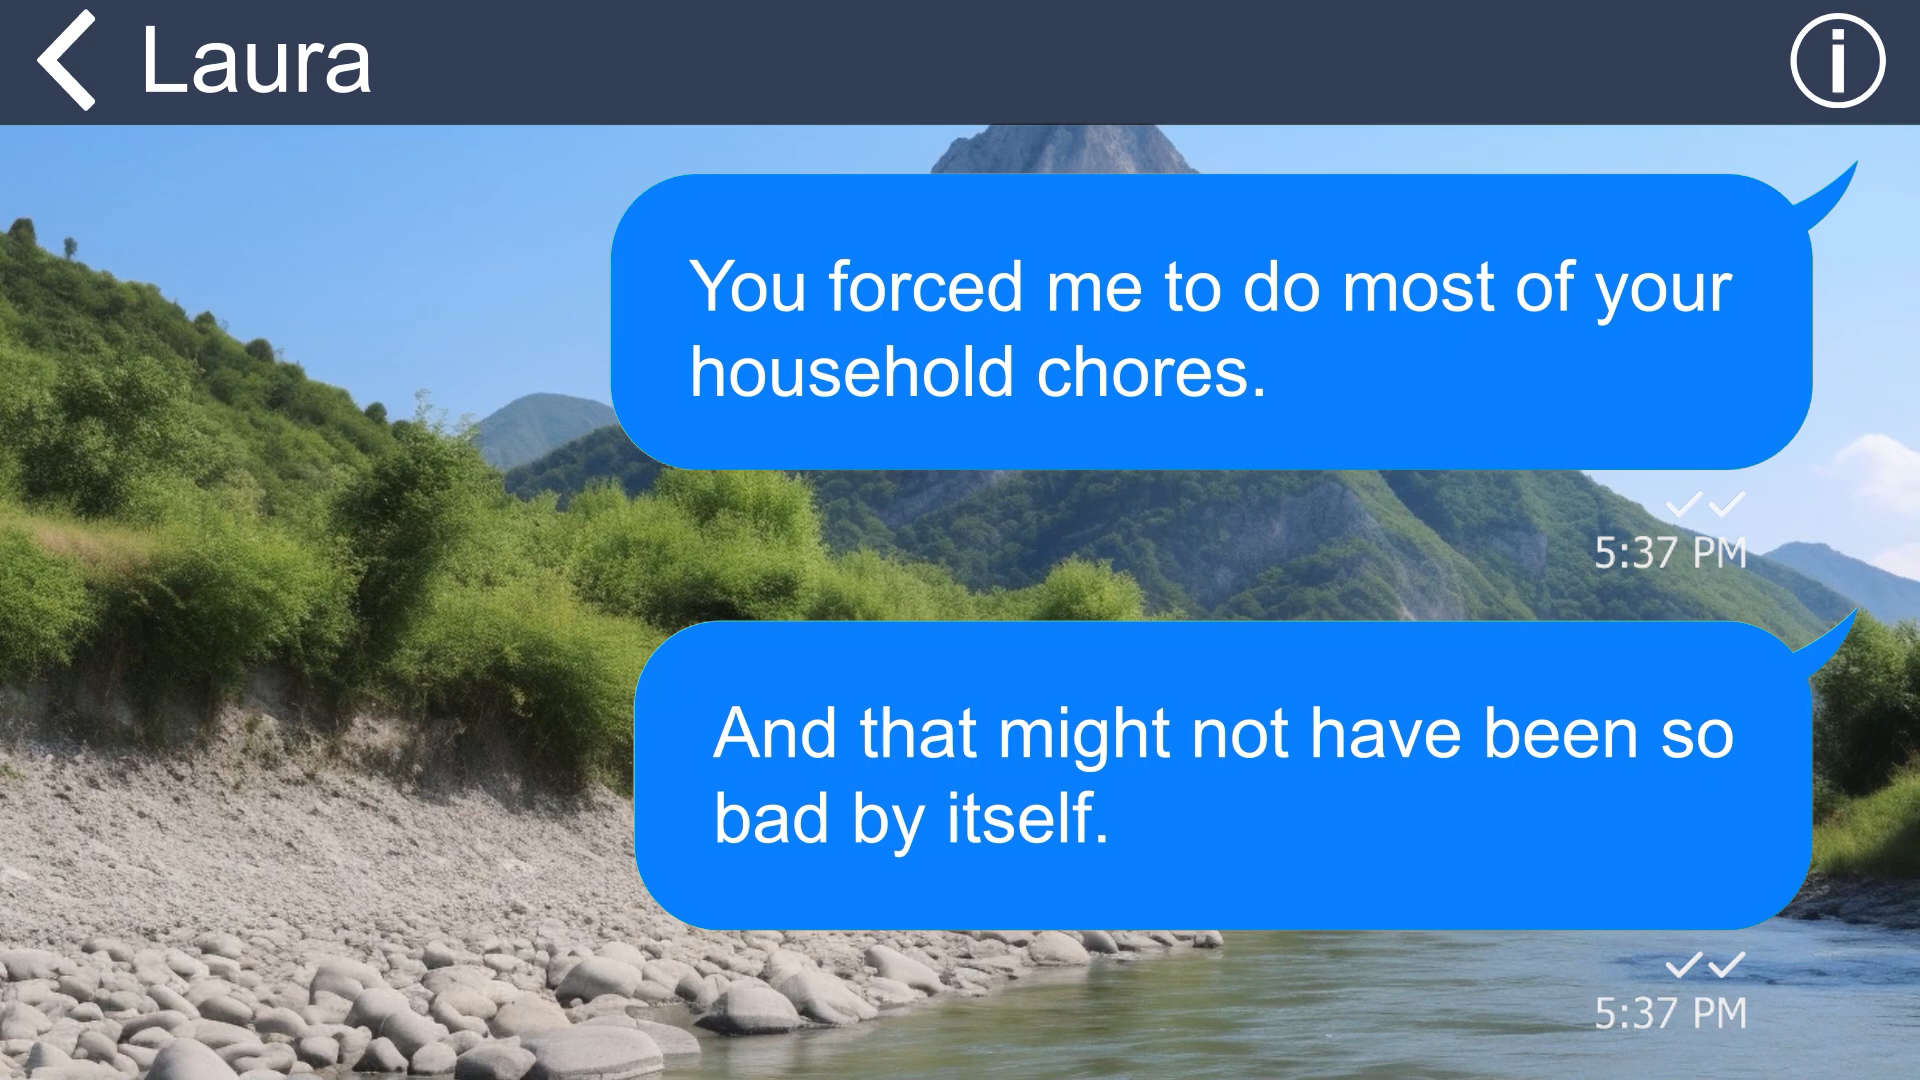 Laura
You forced me to do most of your
household chores.
5:37 PM
And that might not have been so
bad by itself.
5:37 PM